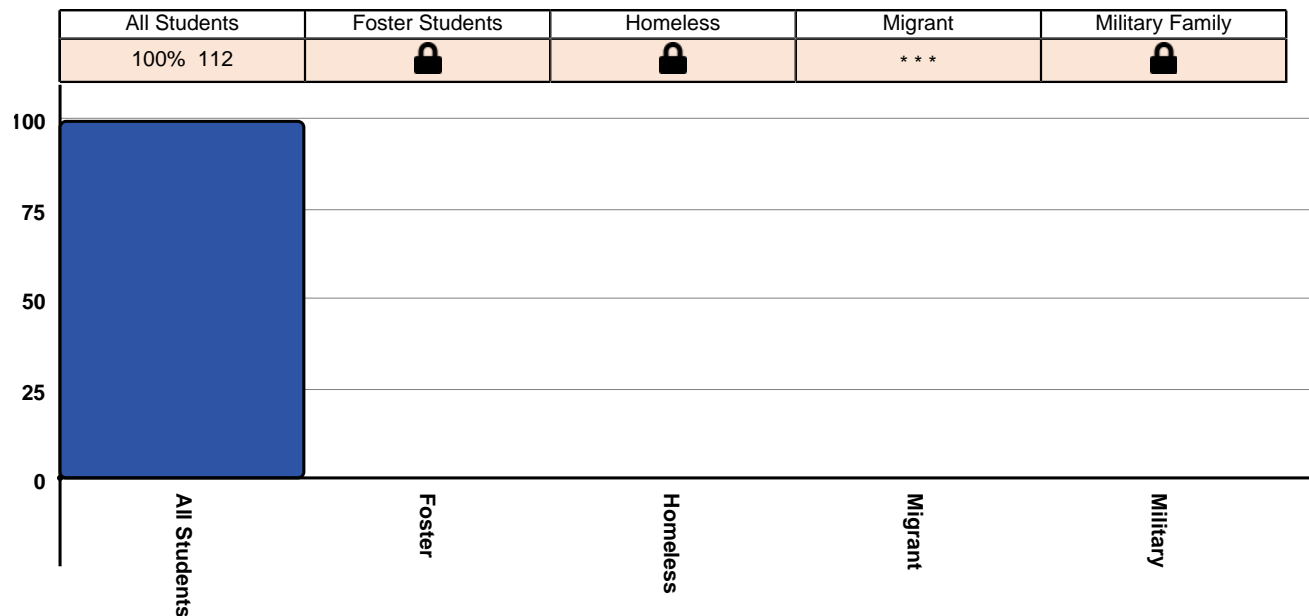 All Students Foster Students Homeless Migrant Military Family
100% 112 * * *
100
75
50
25
0
All Students
Foster
Homeless
Migrant
Military